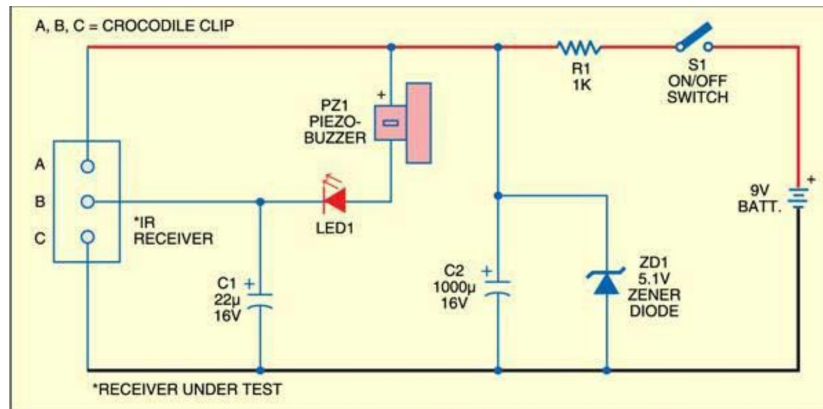 A, B, C = CROCODILE CLIP
R1
1K
S1
ON/OFF
SWITCH
+
PZ1
PIEZO-
BUZZER
A
B
C
*IR
RECEIVER
LED1
9V
BATT.
+
C1
22µ
16V
+
C2
1000µ
16V
+
ZD1
5.1V
ZENER
DIODE
*RECEIVER UNDER TEST